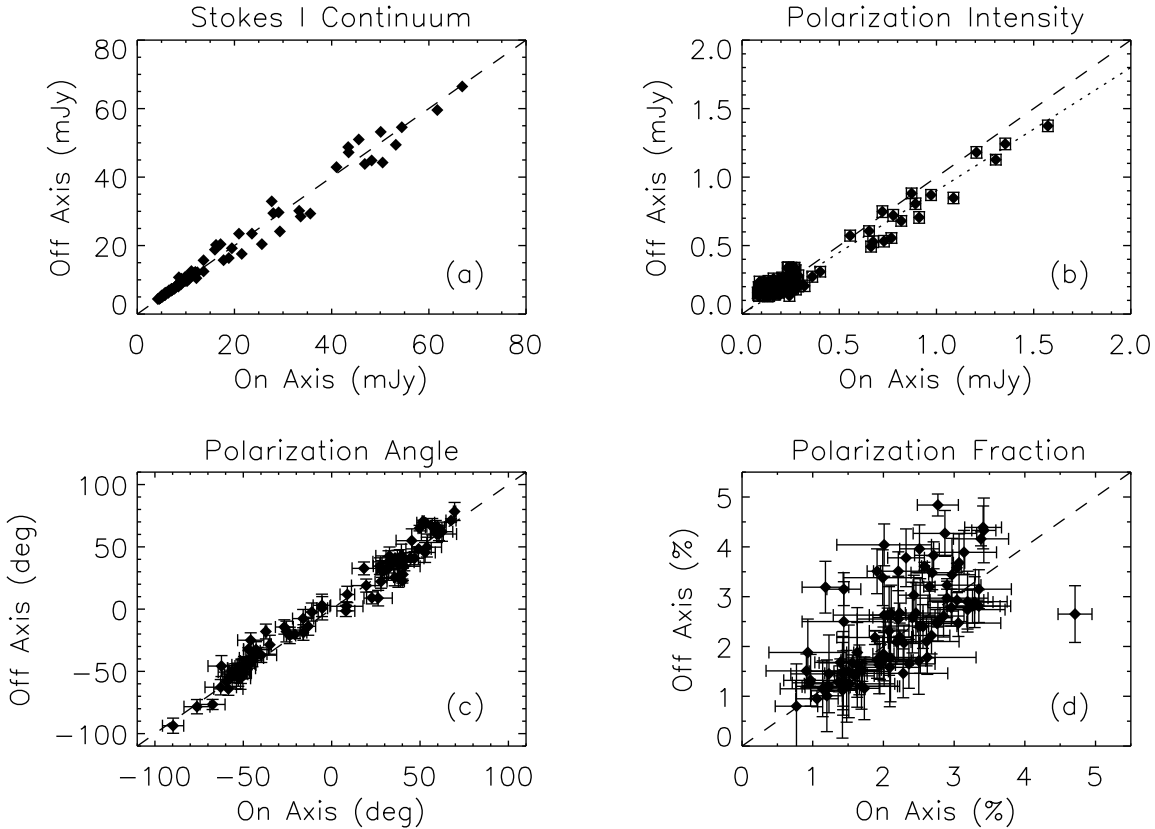 Stokes I Continuum
80
60
40
20
0
Off Axis (mJy)
(a)
0 20 40 60 80
On Axis (mJy)
Polarization Intensity
2.0
1.5
1.0
0.5
0.0
Off Axis (mJy)
(b)
0.0 0.5 1.0 1.5 2.0
On Axis (mJy)
Polarization Angle
100
50
0
−50
−100
Off Axis (deg)
(c)
−100 −50 0 50 100
On Axis (deg)
Polarization Fraction
5
4
3
2
1
0
Off Axis (%)
(d)
0 1 2 3 4 5
On Axis (%)